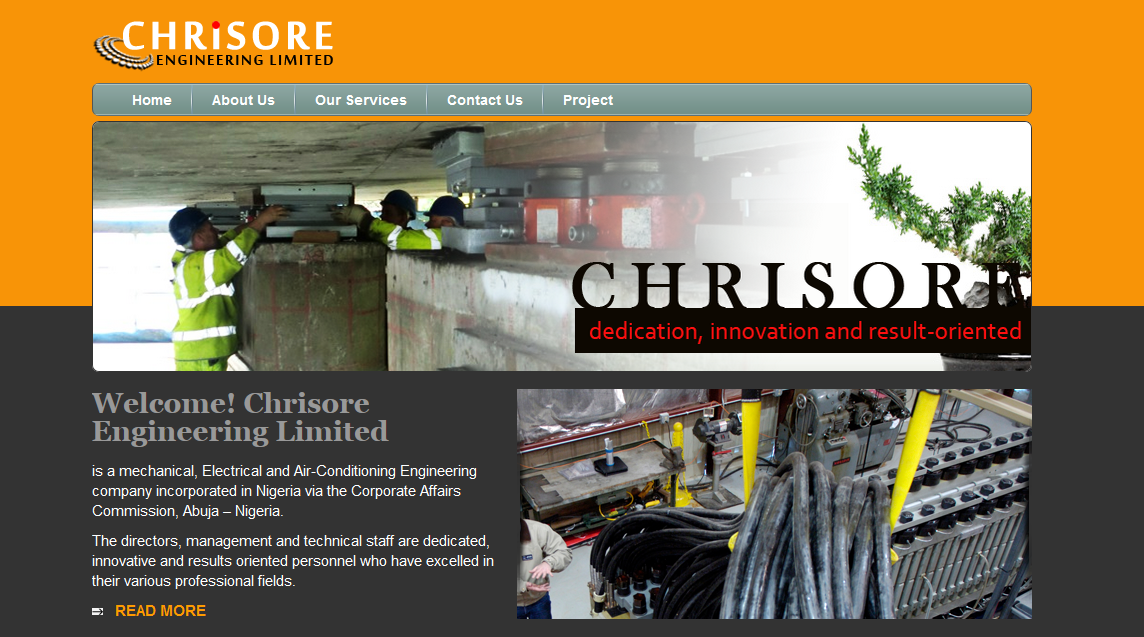 CHRiSORE
ENGINEERING LIMITED
Home About Us Our Services Contact Us Project
CHRISORE
dedication, innovation and result-oriented
Welcome! Chrisore
Engineering Limited
is a mechanical, Electrical and Air-Conditioning Engineering
company incorporated in Nigeria via the Corporate Affairs
Commission, Abuja – Nigeria.
The directors, management and technical staff are dedicated,
innovative and results oriented personnel who have excelled in
their various professional fields.
READ MORE